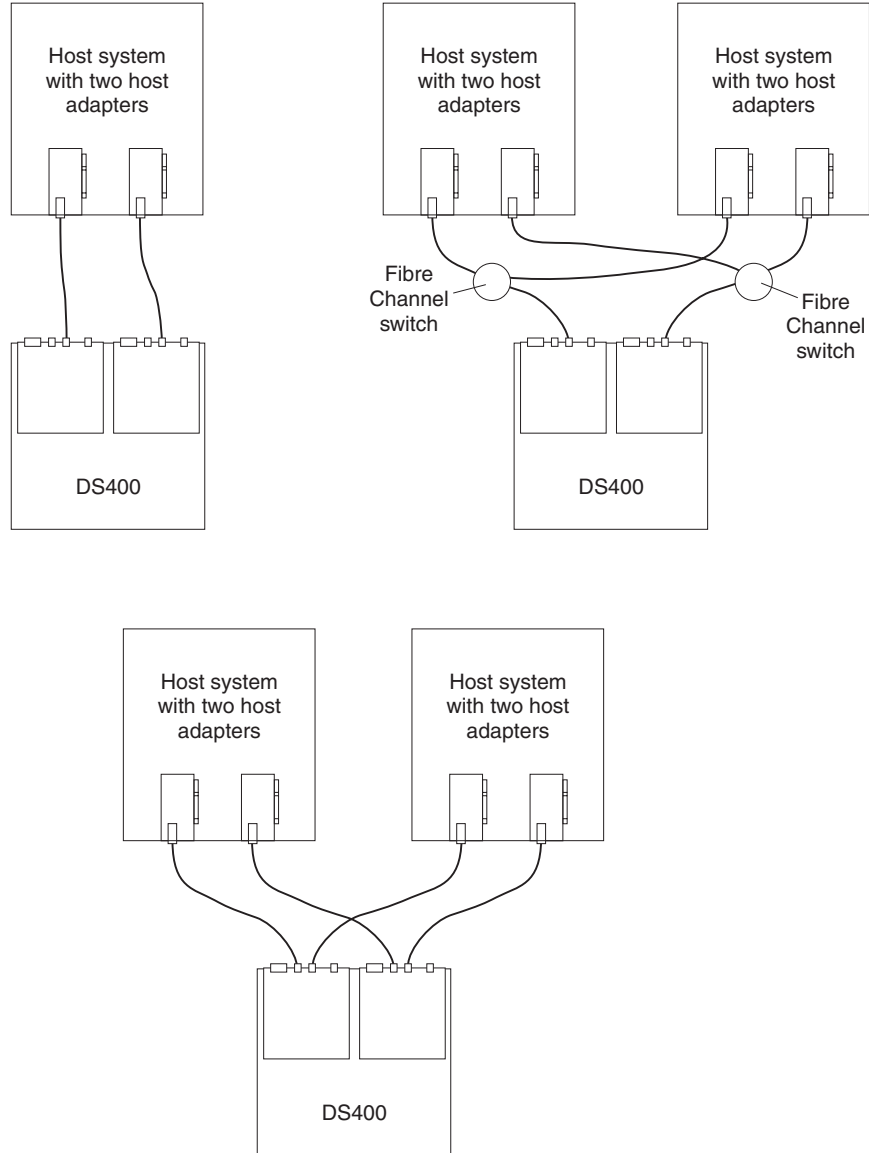 Host system
with two host
adapters
Host system
with two host
adapters
Host system
with two host
adapters
Fibre
Channel
switch
Fibre
Channel
switch
DS400
DS400
Host system
with two host
adapters
Host system
with two host
adapters
DS400